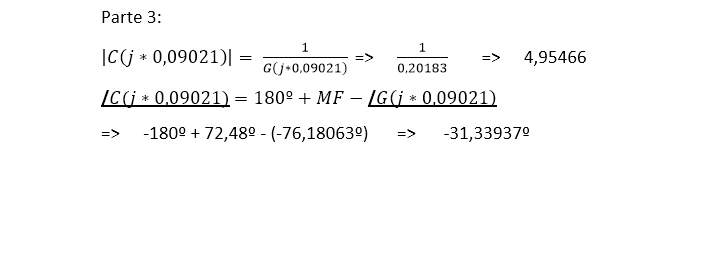 Parte 3:
|C(j ∗ 0,09021)| = 1/G(j∗0,09021) => 1/0,20183 => 4,95466
/C(j ∗ 0,09021) = 180º + MF − /G(j ∗ 0,09021)
=> -180º + 72,48º - (-76,18063º) => -31,33937º